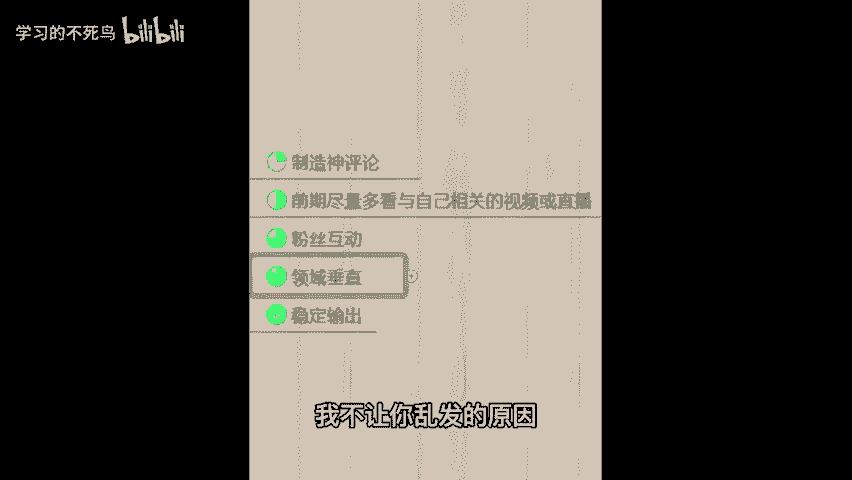 学习的不死鸟 bilibili
制造神评论
前期尽量多看与自己相关的视频或直播
粉丝互动
领域垂直
稳定输出
我不让你乱发的原因